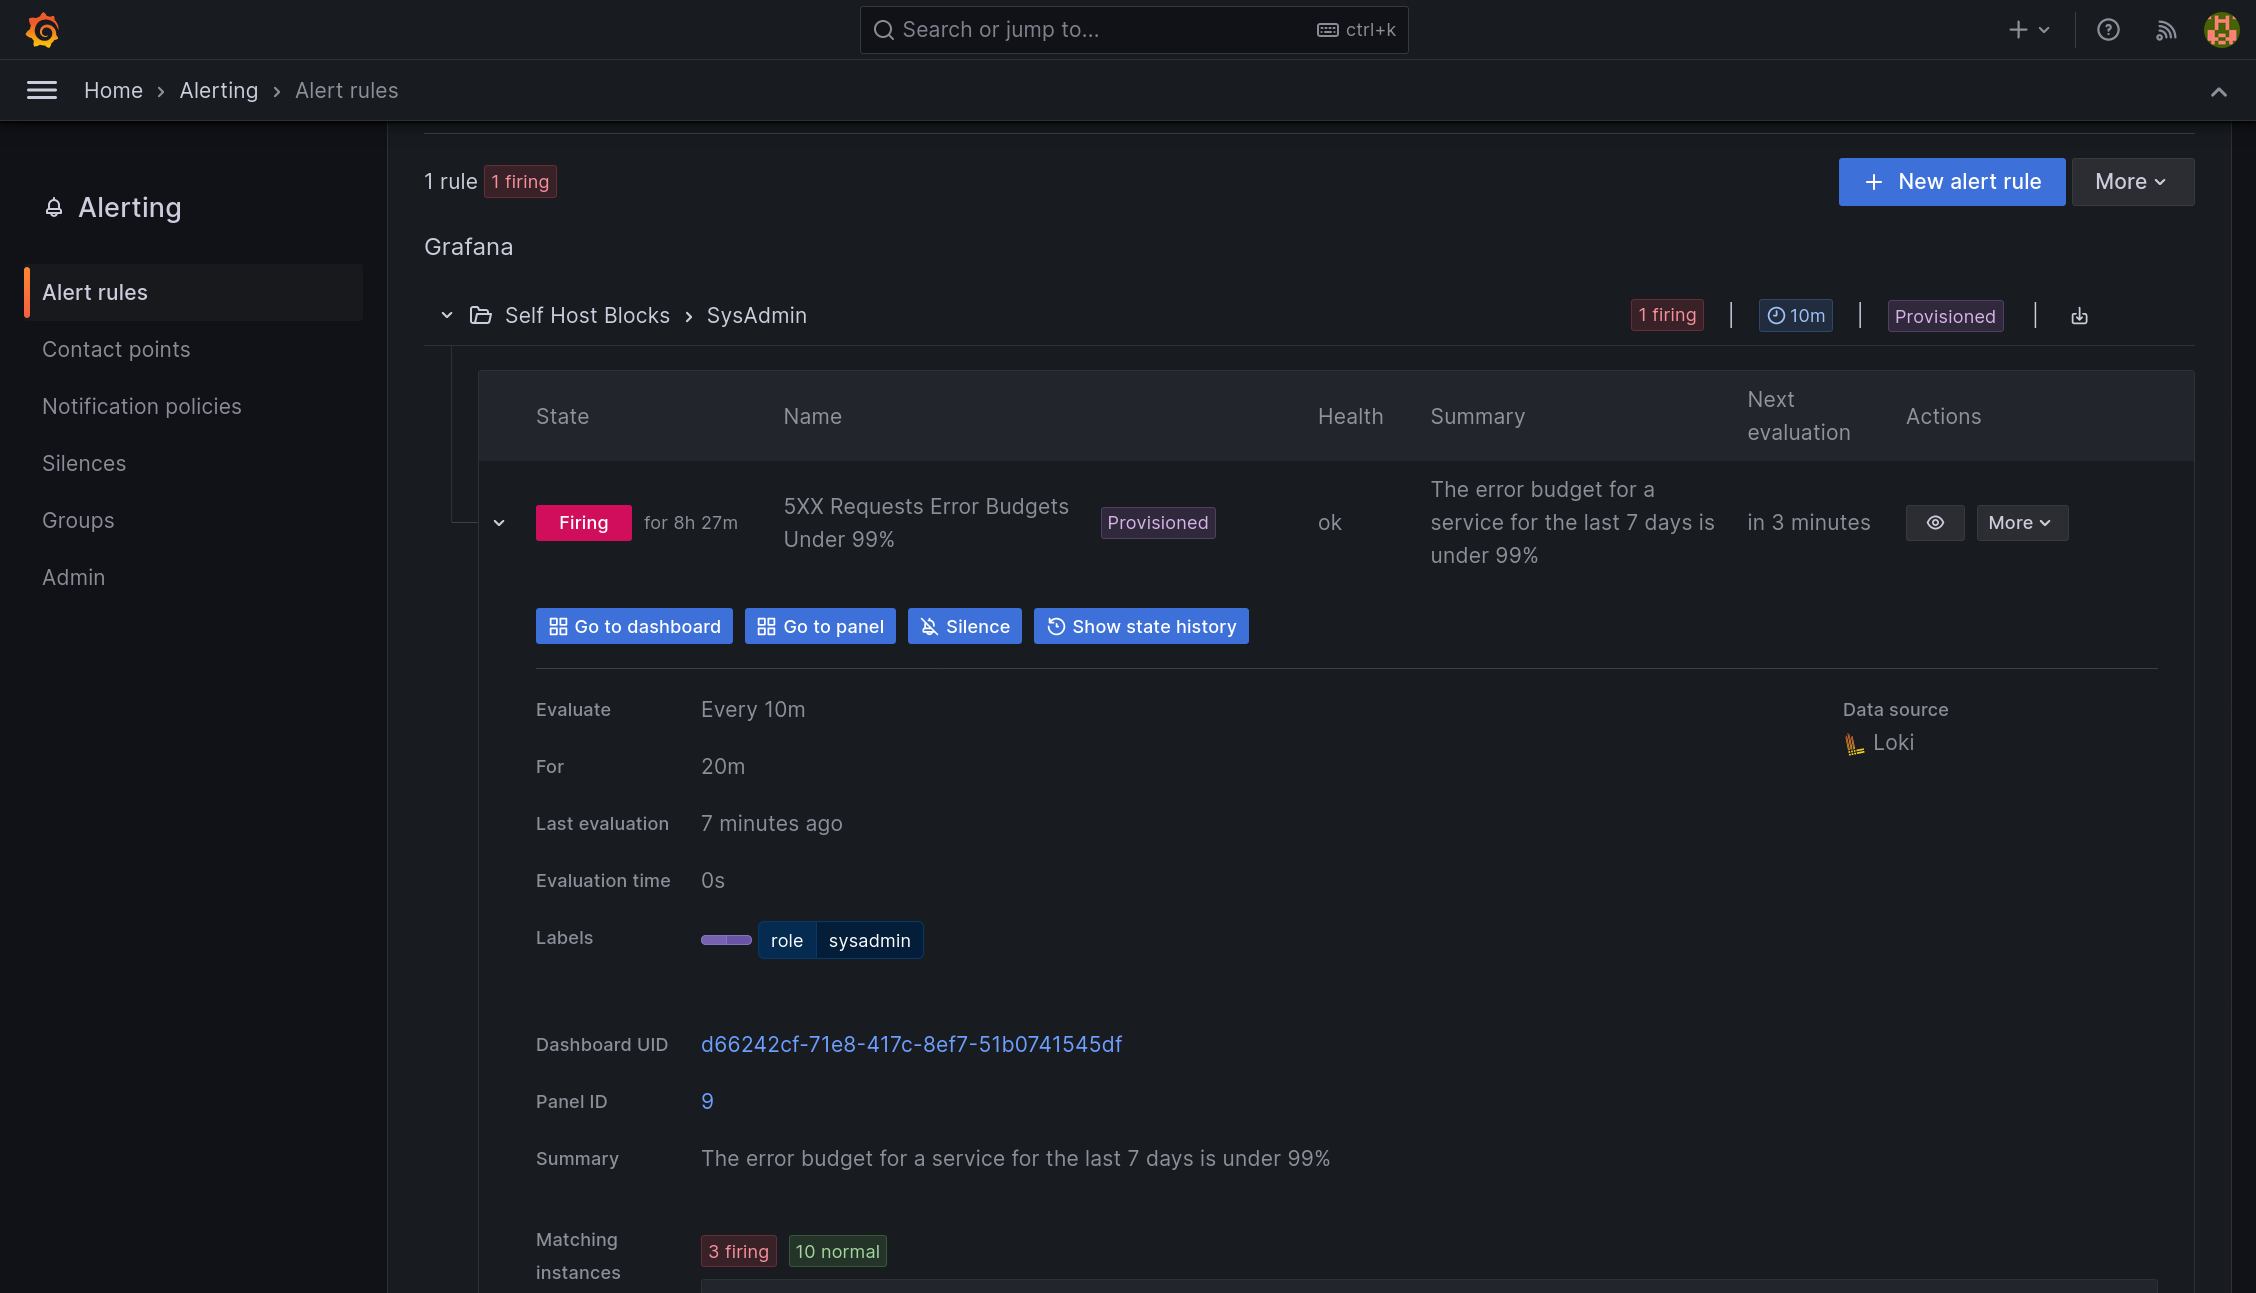 Search or jump to...
ctrl+k
Home › Alerting › Alert rules
Alerting
Alert rules
Contact points
Notification policies
Silences
Groups
Admin
1 rule 1 firing
+ New alert rule
More
Grafana
Self Host Blocks › SysAdmin
1 firing | 10m | Provisioned |
State Name Health Summary Next evaluation Actions
Firing for 8h 27m
5XX Requests Error Budgets
Under 99%
Provisioned
ok
The error budget for a
service for the last 7 days is
under 99%
in 3 minutes
More
Go to dashboard
Go to panel
Silence
Show state history
Evaluate Every 10m
For 20m
Last evaluation 7 minutes ago
Evaluation time 0s
Labels role sysadmin
Data source
Loki
Dashboard UID d66242cf-71e8-417c-8ef7-51b0741545df
Panel ID 9
Summary The error budget for a service for the last 7 days is under 99%
Matching
instances
3 firing 10 normal